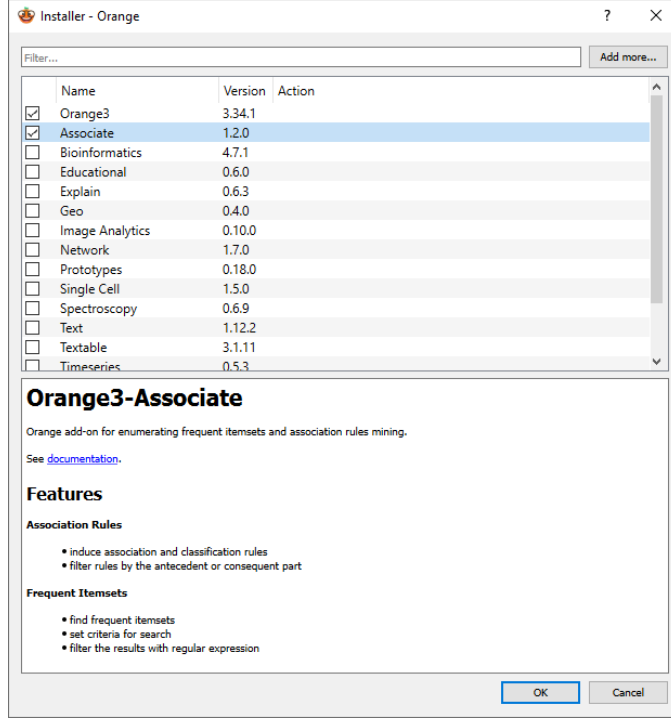 Installer - Orange
Filter...
Add more...
Name Version Action
Orange3 3.34.1
Associate 1.2.0
Bioinformatics 4.7.1
Educational 0.6.0
Explain 0.6.3
Geo 0.4.0
Image Analytics 0.10.0
Network 1.7.0
Prototypes 0.18.0
Single Cell 1.5.0
Spectroscopy 0.6.9
Text 1.12.2
Textable 3.1.11
Timeseries 0.5.3
Orange3-Associate
Orange add-on for enumerating frequent itemsets and association rules mining.
See documentation.
Features
Association Rules
• induce association and classification rules
• filter rules by the antecedent or consequent part
Frequent Itemsets
• find frequent itemsets
• set criteria for search
• filter the results with regular expression
OK Cancel